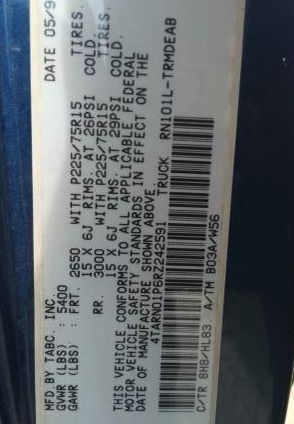 MFD.BY TABC, INC. DATE 05/9
GVWR (LBS) : 5400
GAWR (LBS) : FRT. 2650 WITH P225/75R15 TIRES.
15 X 6J RIMS. AT 26PSI COLD.
RR. 3000 WITH P225/75R15 TIRES.
15 X 6J RIMS. AT 29PSI COLD.
THIS VEHICLE CONFORMS TO ALL APPLICABLE FEDERAL
MOTOR VEHICLE SAFETY STANDARDS IN EFFECT ON THE
DATE OF MANUFACTURE SHOWN ABOVE.
4TARN01P6RZ242591 TRUCK RN101L-TRMDEAB
C/TR 8H8/HL83. A/TM B03A/W56